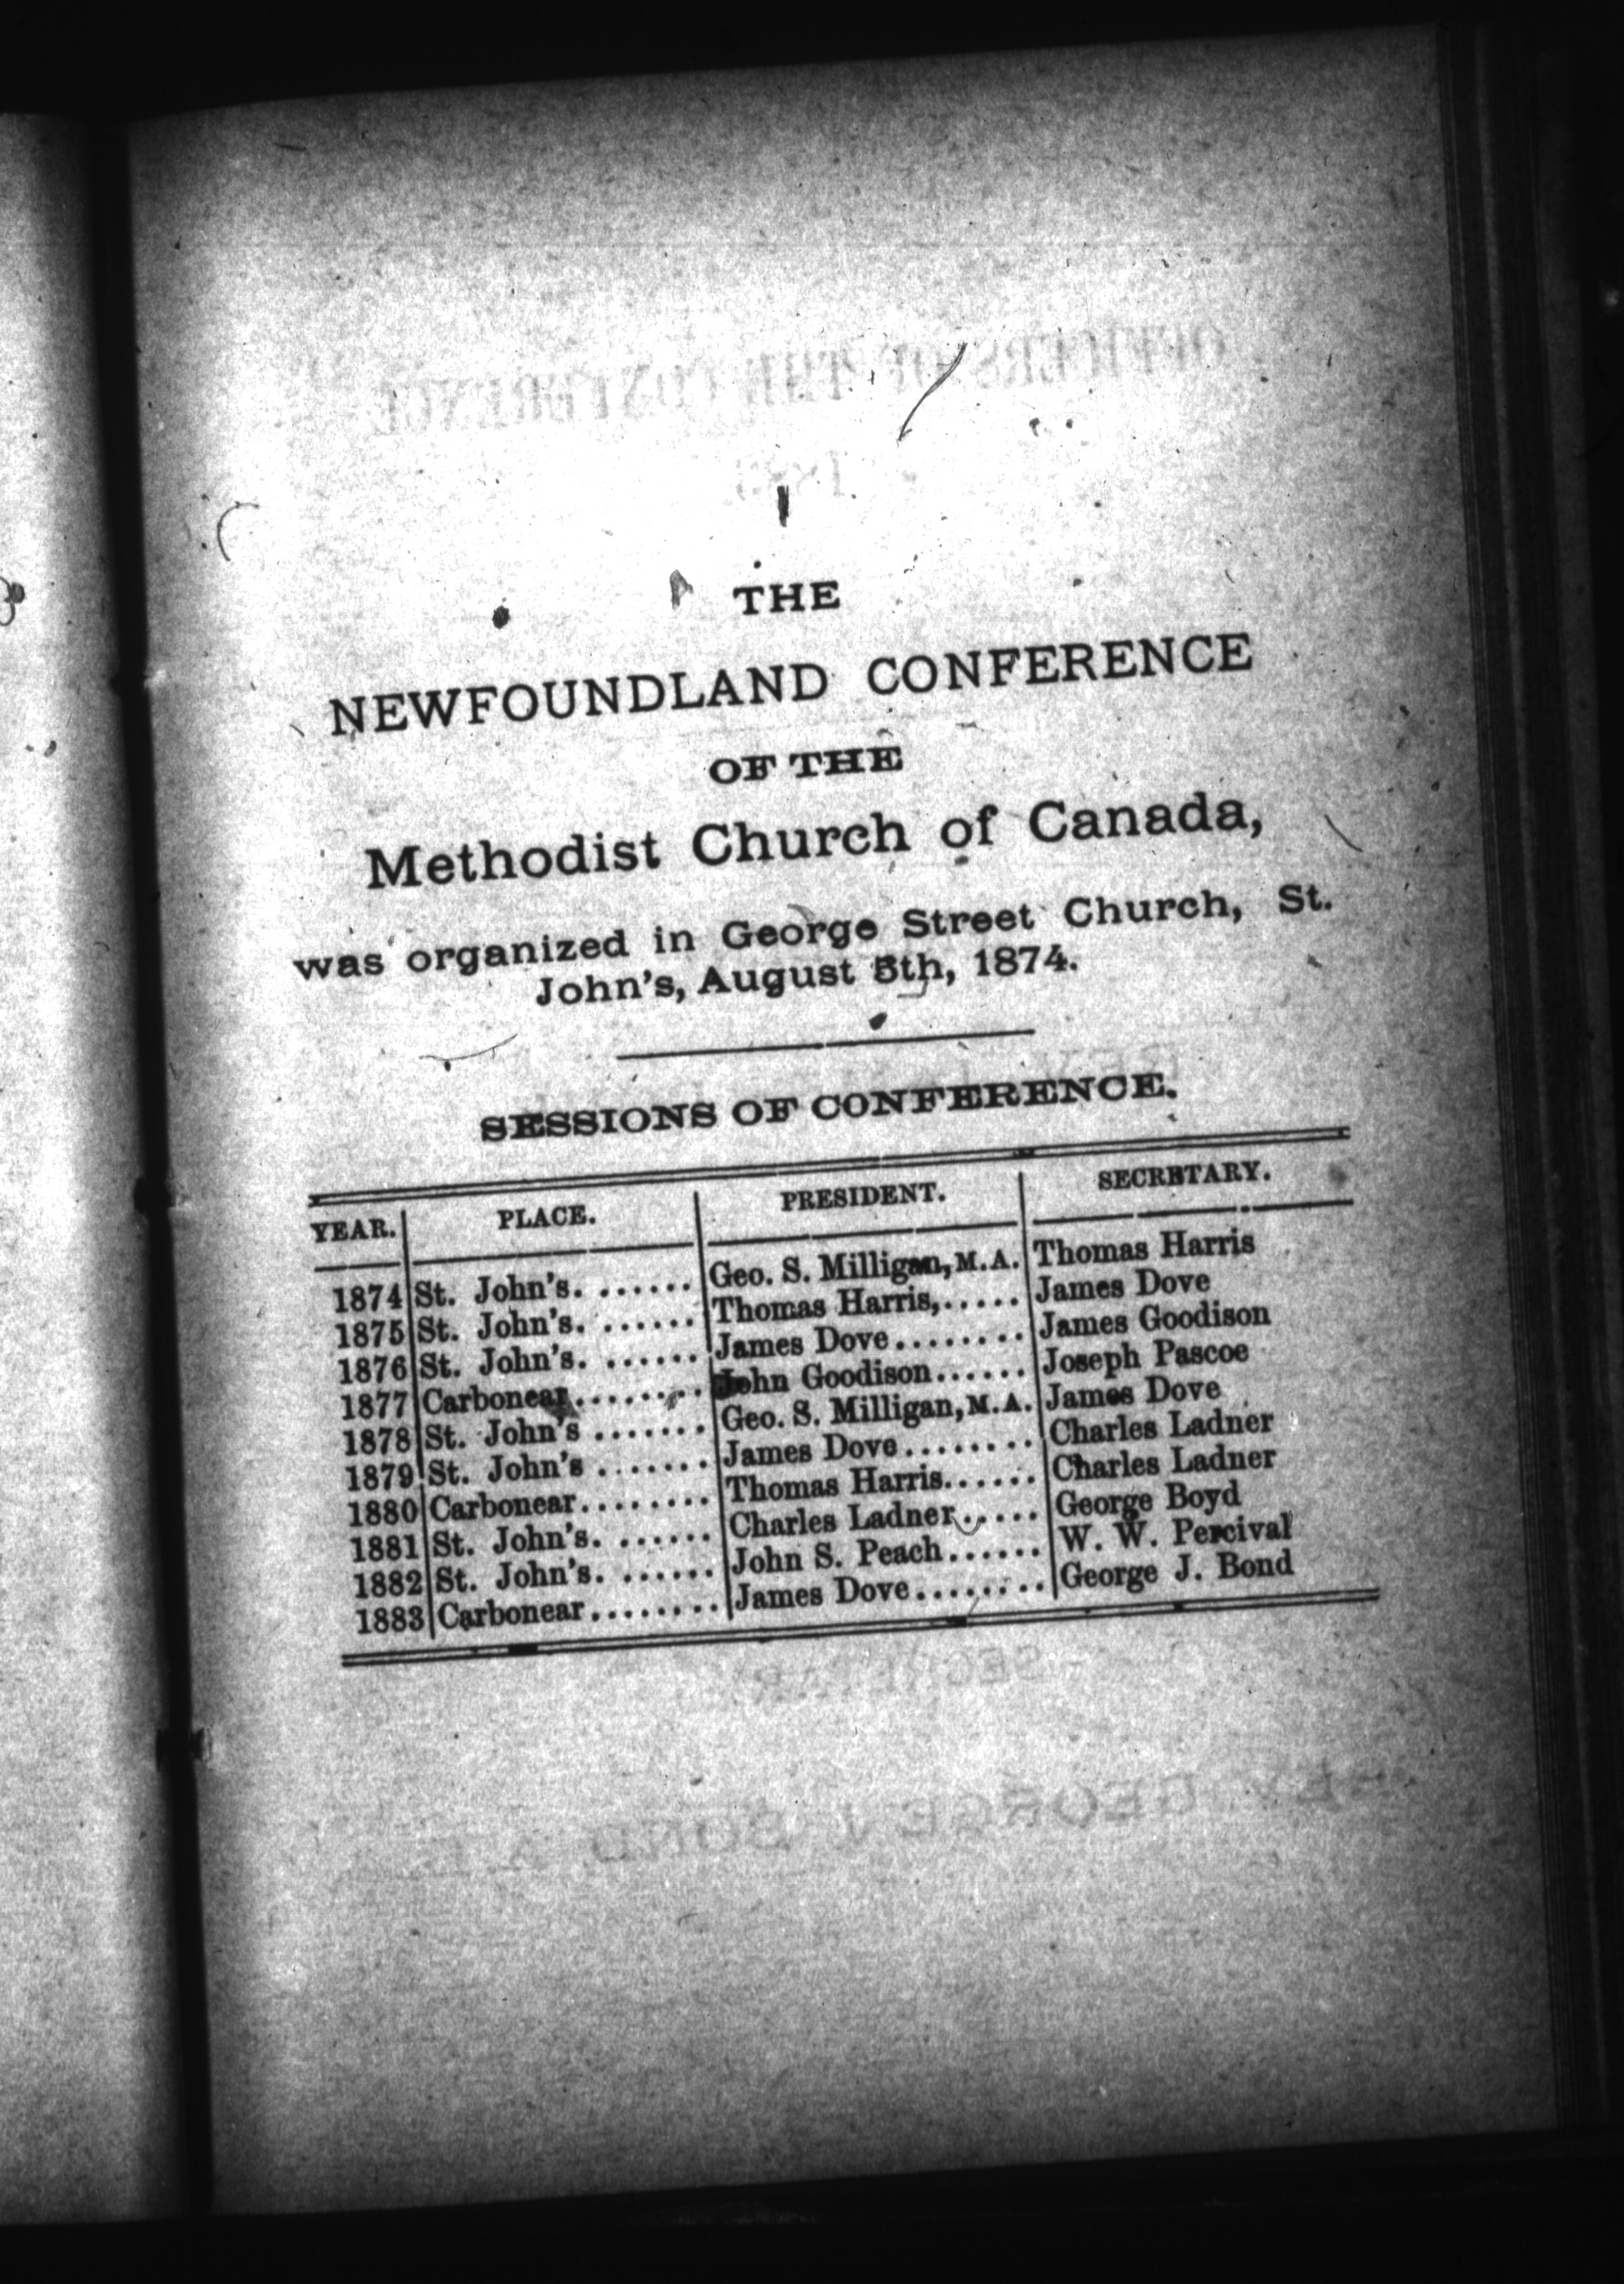 THE
NEWFOUNDLAND CONFERENCE
OF THE
Methodist Church of Canada,
was organized in George Street Church, St.
John's, August 5th, 1874.
SESSIONS OF CONFERENCE.
YEAR. PLACE. PRESIDENT. SECRETARY.
1874 St. John's. ...... Geo. S. Milligan, M.A. Thomas Harris
1875 St. John's. ...... Thomas Harris,..... James Dove
1876 St. John's. ...... James Dove........ James Goodison
1877 Carbonear........ John Goodison...... Joseph Pascoe
1878 St. John's ....... Geo. S. Milligan, M.A. James Dove
1879 St. John's ....... James Dove........ Charles Ladner
1880 Carbonear........ Thomas Harris...... Charles Ladner
1881 St. John's. ...... Charles Ladner..... George Boyd
1882 St. John's. ...... John S. Peach...... W. W. Percival
1883 Carbonear........ James Dove........ George J. Bond